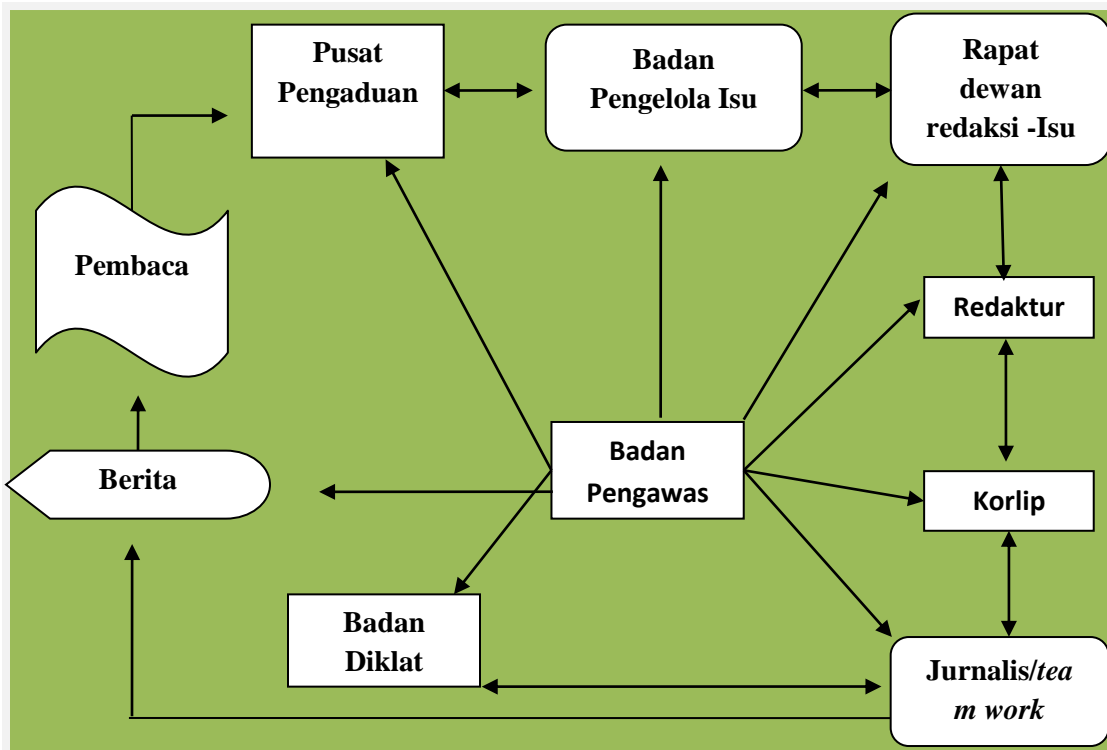 Pusat
Pengaduan
Badan
Pengelola Isu
Rapat
dewan
redaksi -Isu
Pembaca
Redaktur
Badan
Pengawas
Berita
Korlip
Badan
Diklat
Jurnalis/tea
m work